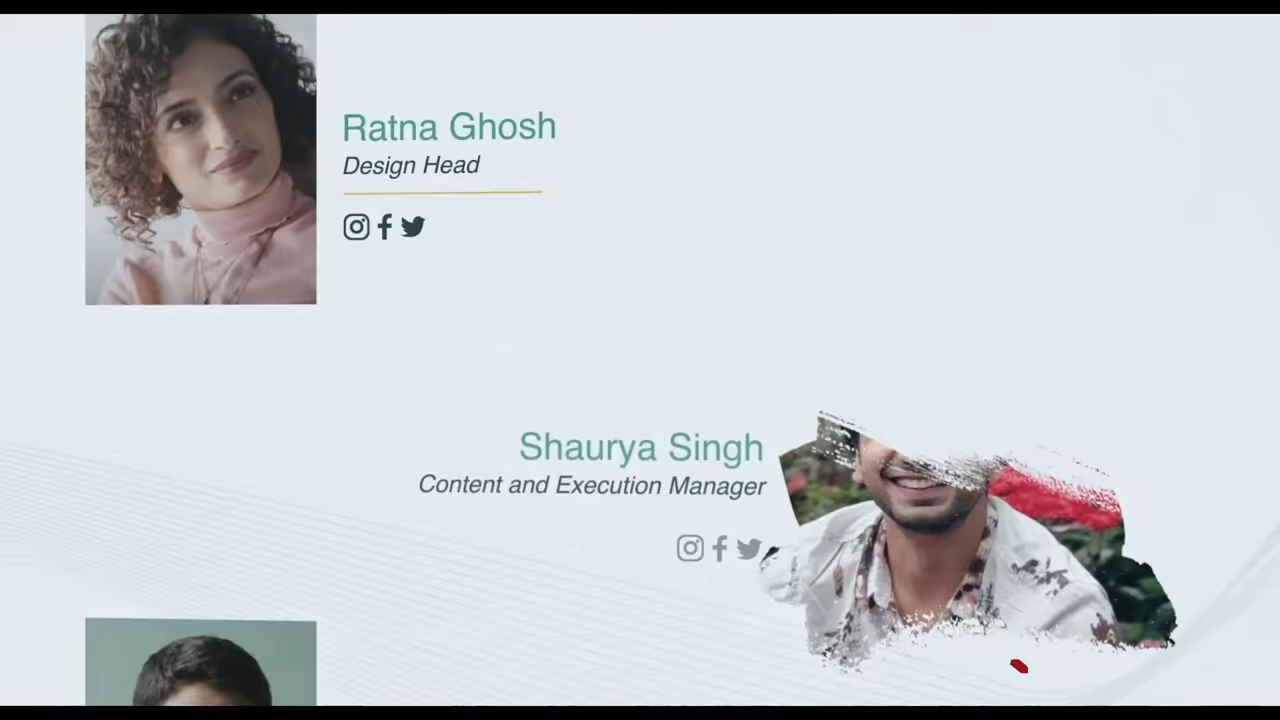 Ratna Ghosh
Design Head
Shaurya Singh
Content and Execution Manager